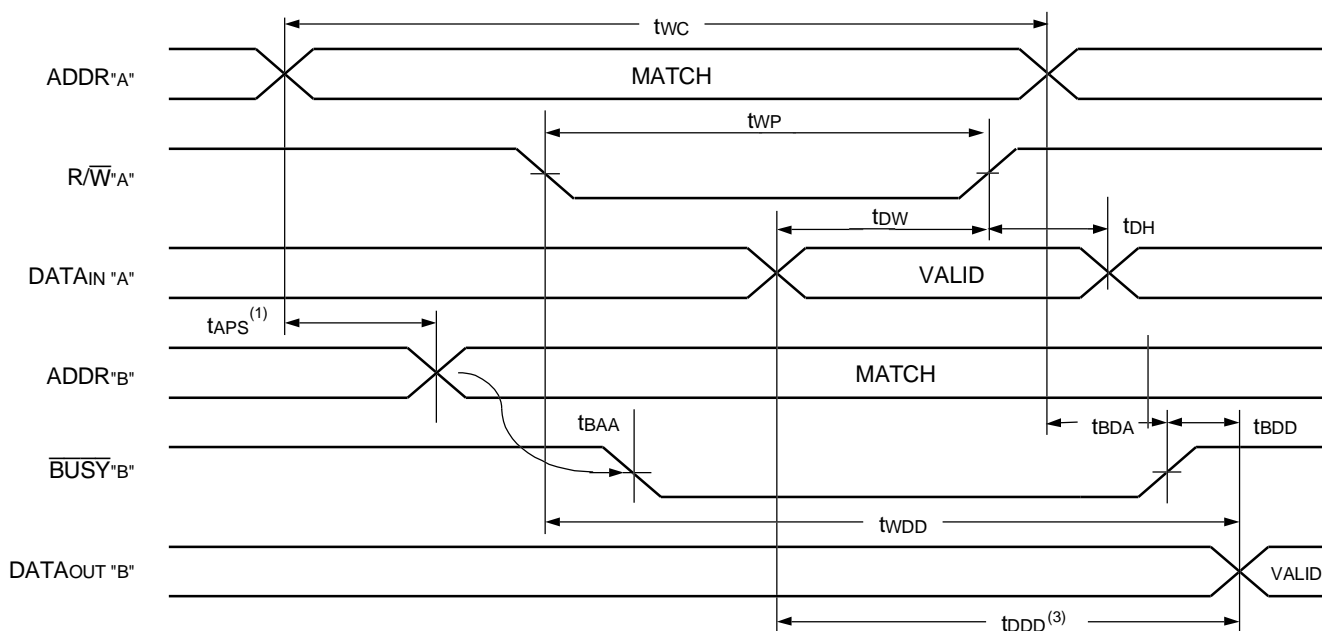 tWC
ADDR"A"
MATCH
tWP
R/W̅"A"
tDW
tDH
DATAIN "A"
VALID
tAPS(1)
ADDR"B"
MATCH
tBAA
tBDA
tBDD
B̅U̅S̅Y̅"B"
tWDD
DATAOUT "B"
VALID
tDDD(3)